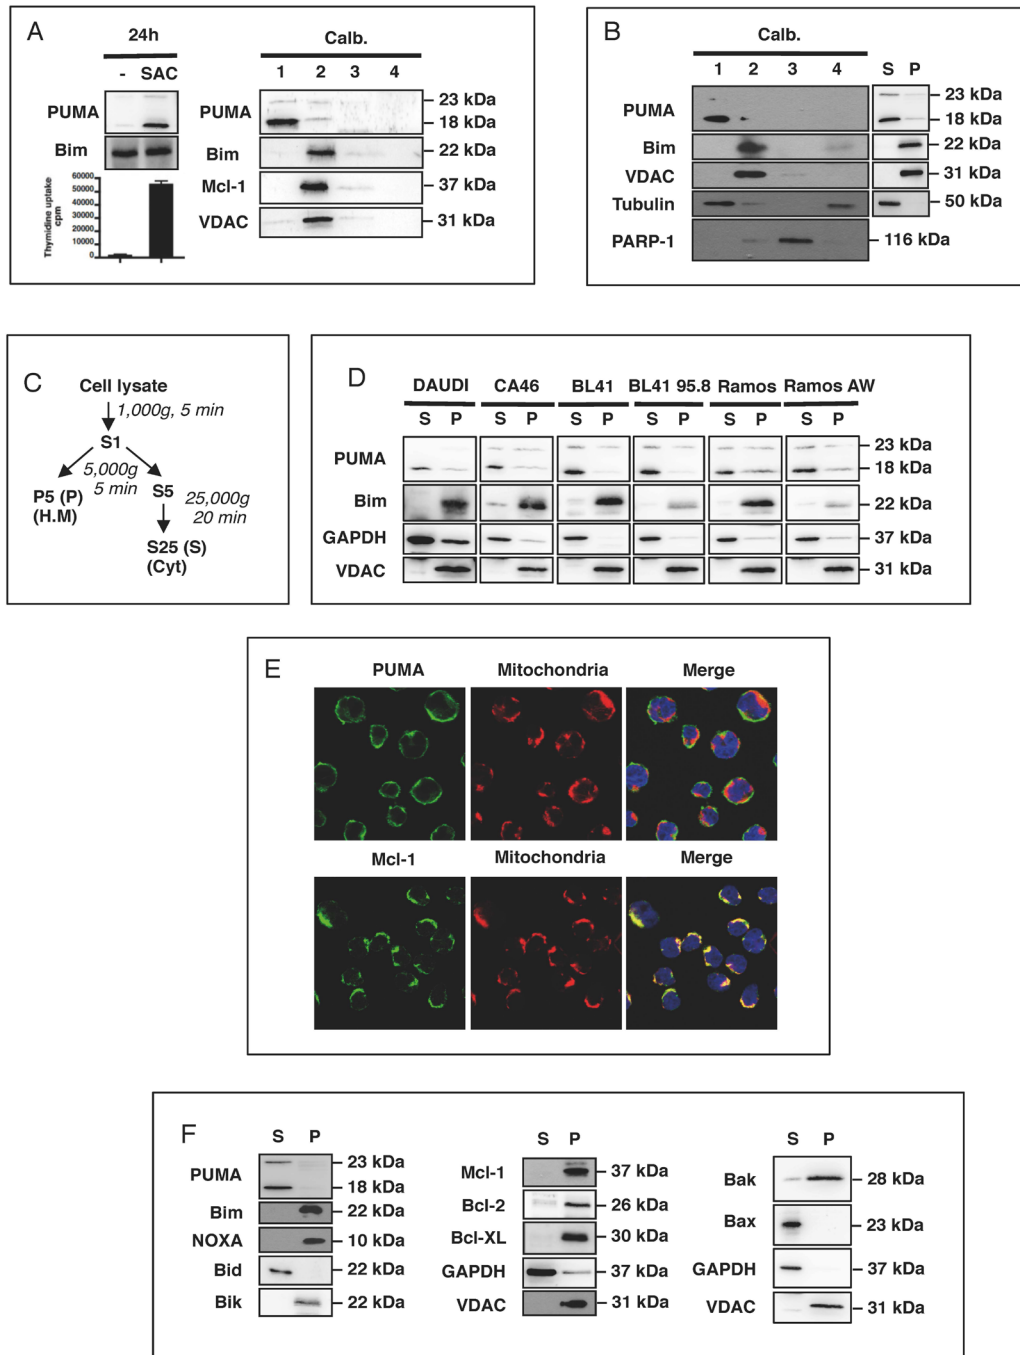 A
24h
- SAC
PUMA
Bim
Thymidine uptake
cpm
60000
50000
40000
30000
20000
10000
0
Calb.
1 2 3 4
PUMA
23 kDa
18 kDa
Bim 22 kDa
Mcl-1 37 kDa
VDAC 31 kDa
B
Calb.
1 2 3 4 S P
PUMA
23 kDa
18 kDa
Bim 22 kDa
VDAC 31 kDa
Tubulin 50 kDa
PARP-1 116 kDa
C
Cell lysate
1,000g, 5 min
S1
5,000g
5 min
P5 (P)
(H.M)
S5
25,000g
20 min
S25 (S)
(Cyt)
D
DAUDI CA46 BL41 BL41 95.8 Ramos Ramos AW
S P S P S P S P S P S P
PUMA
23 kDa
18 kDa
Bim 22 kDa
GAPDH 37 kDa
VDAC 31 kDa
E
PUMA Mitochondria Merge
Mcl-1 Mitochondria Merge
F
S P
PUMA
23 kDa
18 kDa
Bim 22 kDa
NOXA 10 kDa
Bid 22 kDa
Bik 22 kDa
S P
Mcl-1 37 kDa
Bcl-2 26 kDa
Bcl-XL 30 kDa
GAPDH 37 kDa
VDAC 31 kDa
S P
Bak 28 kDa
Bax 23 kDa
GAPDH 37 kDa
VDAC 31 kDa